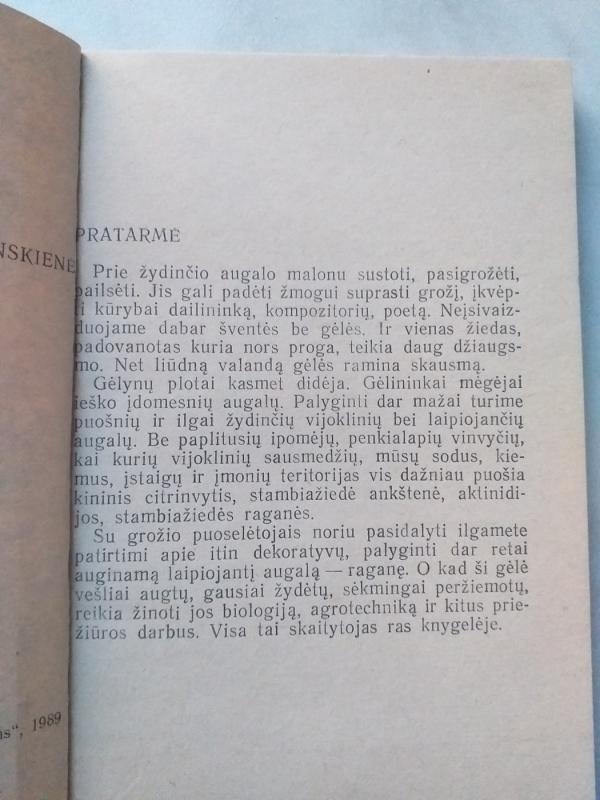 NSKIENĖ
PRATARMĖ
Prie žydinčio augalo malonu sustoti, pasigrožėti,
pailsėti. Jis gali padėti žmogui suprasti grožį, įkvėp-
ti kūrybai dailininką, kompozitorių, poetą. Neįsivaiz-
duojame dabar šventės be gėlės. Ir vienas žiedas,
padovanotas kuria nors proga, teikia daug džiaugs-
mo. Net liūdną valandą gėlės ramina skausmą.
Gėlynų plotai kasmet didėja. Gėlininkai mėgėjai
ieško įdomesnių augalų. Palyginti dar mažai turime
puošnių ir ilgai žydinčių vijoklinių bei laipiojančių
augalų. Be paplitusių ipomėjų, penkialapių vinvyčių,
kai kurių vijoklinių sausmedžių, mūsų sodus, kie-
mus, įstaigų ir įmonių teritorijas vis dažniau puošia
kininis citrinvytis, stambiažiedė ankštenė, aktinidi-
jos, stambiažiedės raganės.
Su grožio puoselėtojais noriu pasidalyti ilgamete
patirtimi apie itin dekoratyvų, palyginti dar retai
auginamą laipiojantį augalą — raganę. O kad ši gėlė
vešliai augtų, gausiai žydėtų, sėkmingai peržiemotų,
reikia žinoti jos biologiją, agrotechniką ir kitus prie-
žiūros darbus. Visa tai skaitytojas ras knygelėje.
as“, 1989